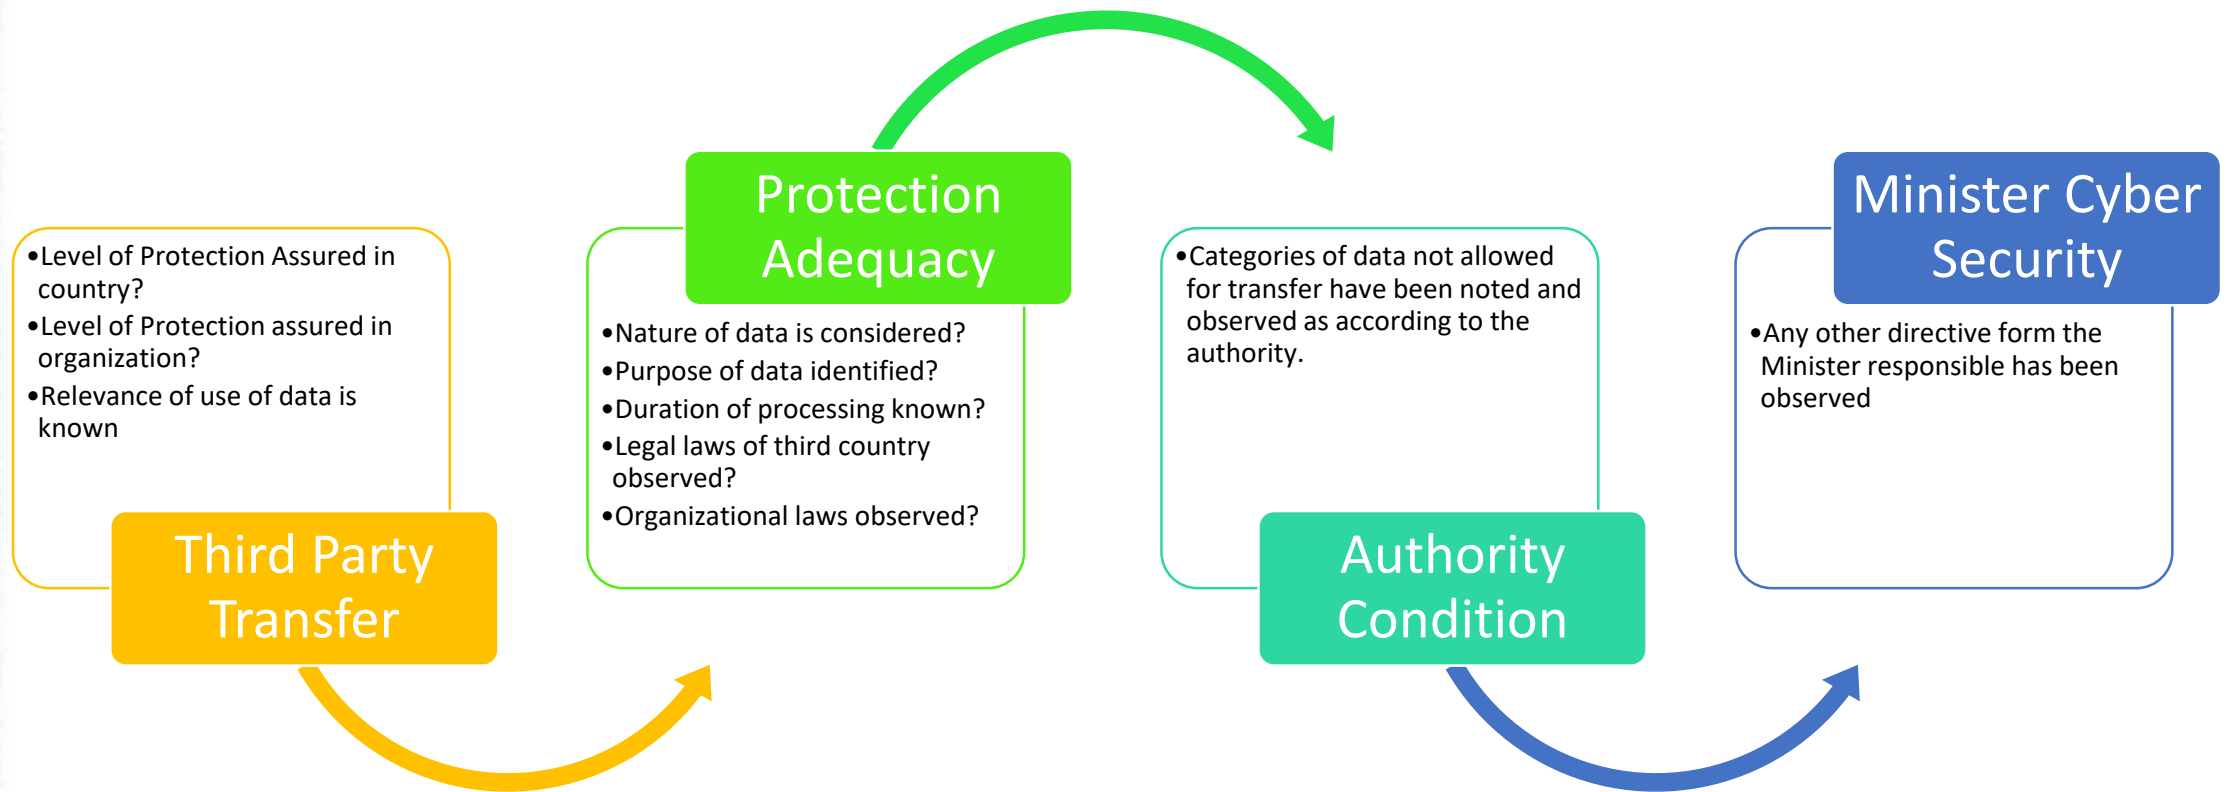 •Level of Protection Assured in
country?
•Level of Protection assured in
organization?
•Relevance of use of data is
known
Third Party
Transfer
Protection
Adequacy
•Nature of data is considered?
•Purpose of data identified?
•Duration of processing known?
•Legal laws of third country
observed?
•Organizational laws observed?
•Categories of data not allowed
for transfer have been noted and
observed as according to the
authority.
Authority
Condition
Minister Cyber
Security
•Any other directive form the
Minister responsible has been
observed